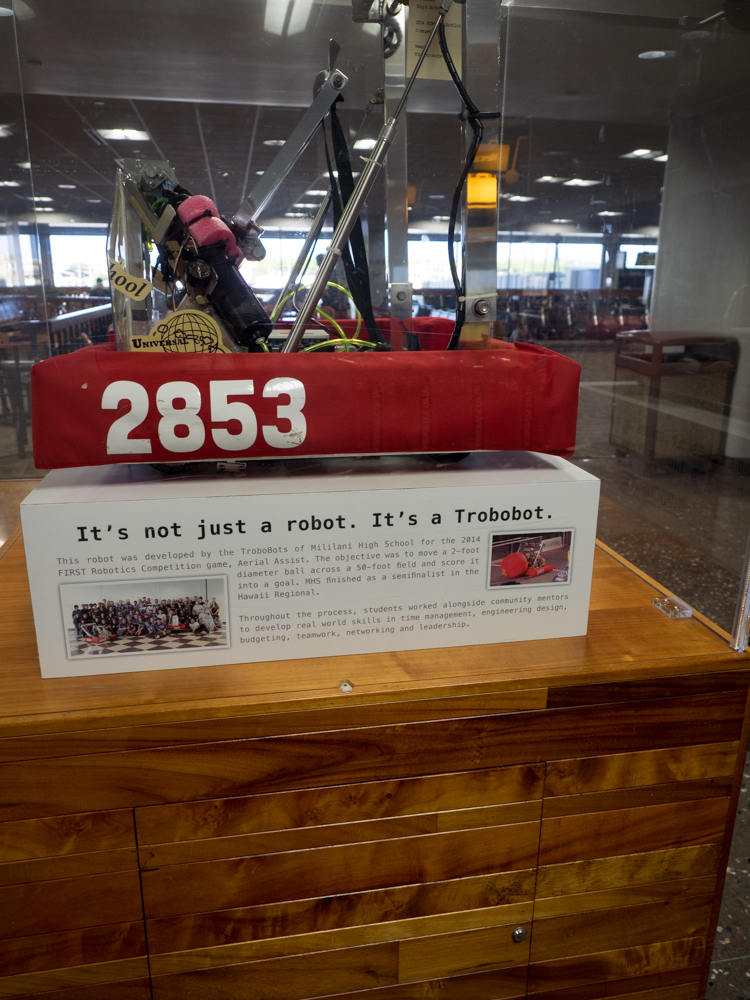 hool
UNIVERSAL
2853
It's not just a robot. It's a Trobobot.
This robot was developed by the TroboBots of Mililani High School for the 2014
FIRST Robotics Competition game, Aerial Assist. The objective was to move a 2-foot
diameter ball across a 50-foot field and score it
into a goal. MHS finished as a semifinalist in the
Hawaii Regional.
Throughout the process, students worked alongside community mentors
to develop real world skills in time management, engineering design,
budgeting, teamwork, networking and leadership.